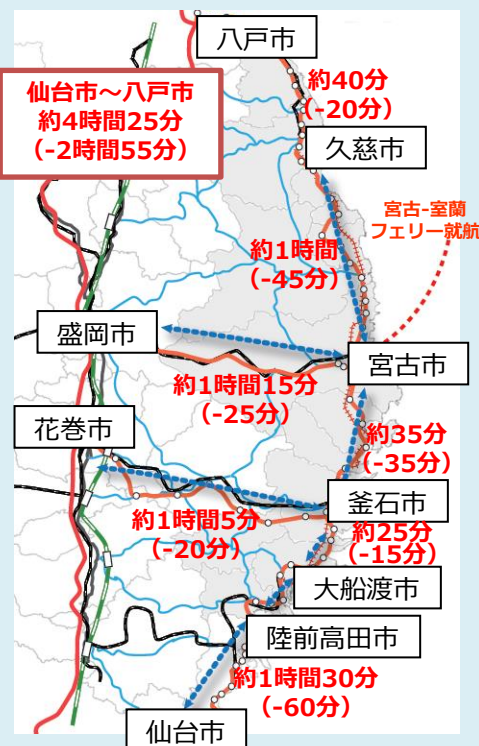 八戸市
仙台市～八戸市
約4時間25分
（-2時間55分）
約40分
(-20分)
久慈市
宮古-室蘭
フェリー就航
約1時間
(-45分)
盛岡市
宮古市
約1時間15分
(-25分)
花巻市
約35分
(-35分)
釜石市
約1時間5分
(-20分)
約25分
(-15分)
大船渡市
陸前高田市
約1時間30分
(-60分)
仙台市